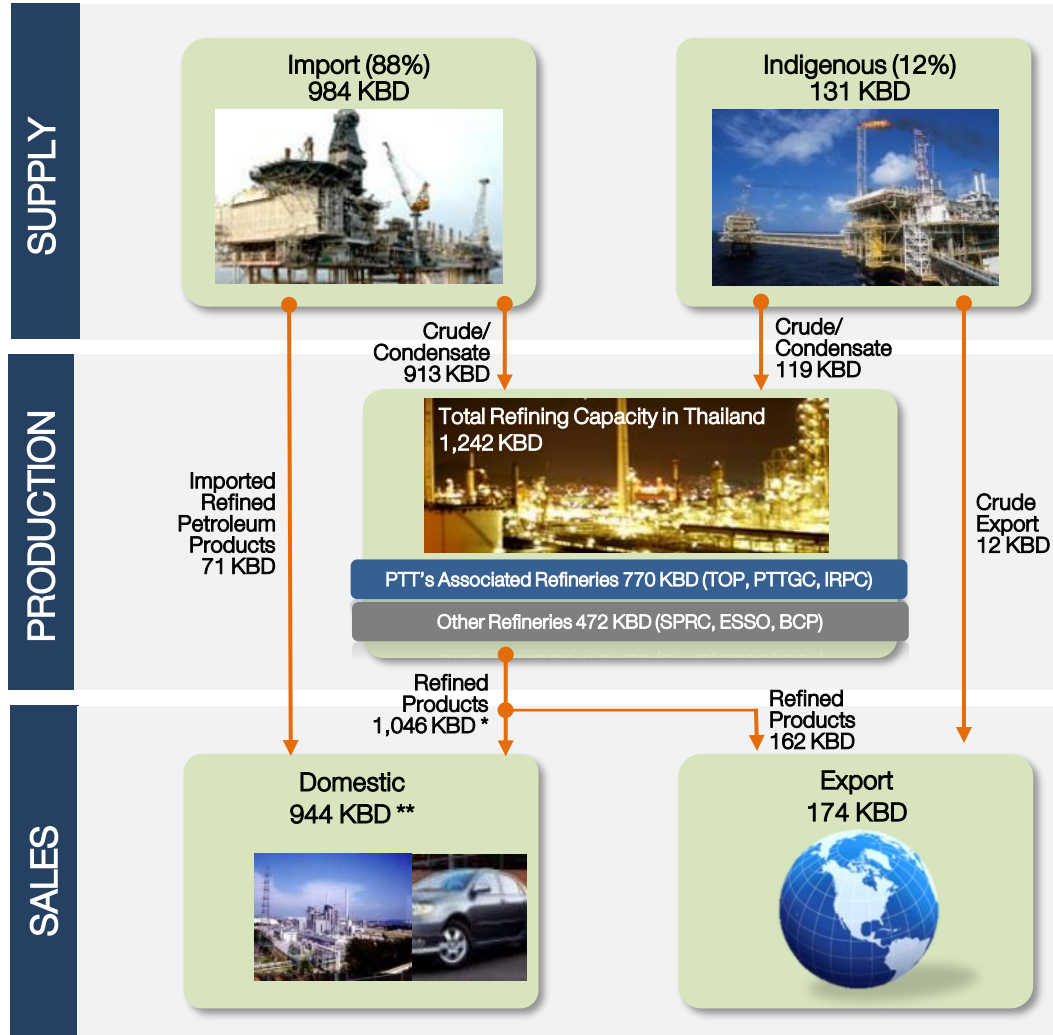 SUPPLY
Import (88%)
984 KBD
Indigenous (12%)
131 KBD
Crude/
Condensate
913 KBD
Crude/
Condensate
119 KBD
PRODUCTION
Total Refining Capacity in Thailand
1,242 KBD
Imported
Refined
Petroleum
Products
71 KBD
Crude
Export
12 KBD
PTT's Associated Refineries 770 KBD (TOP, PTTGC, IRPC)
Other Refineries 472 KBD (SPRC, ESSO, BCP)
Refined
Products
1,046 KBD *
Refined
Products
162 KBD
SALES
Domestic
944 KBD **
Export
174 KBD